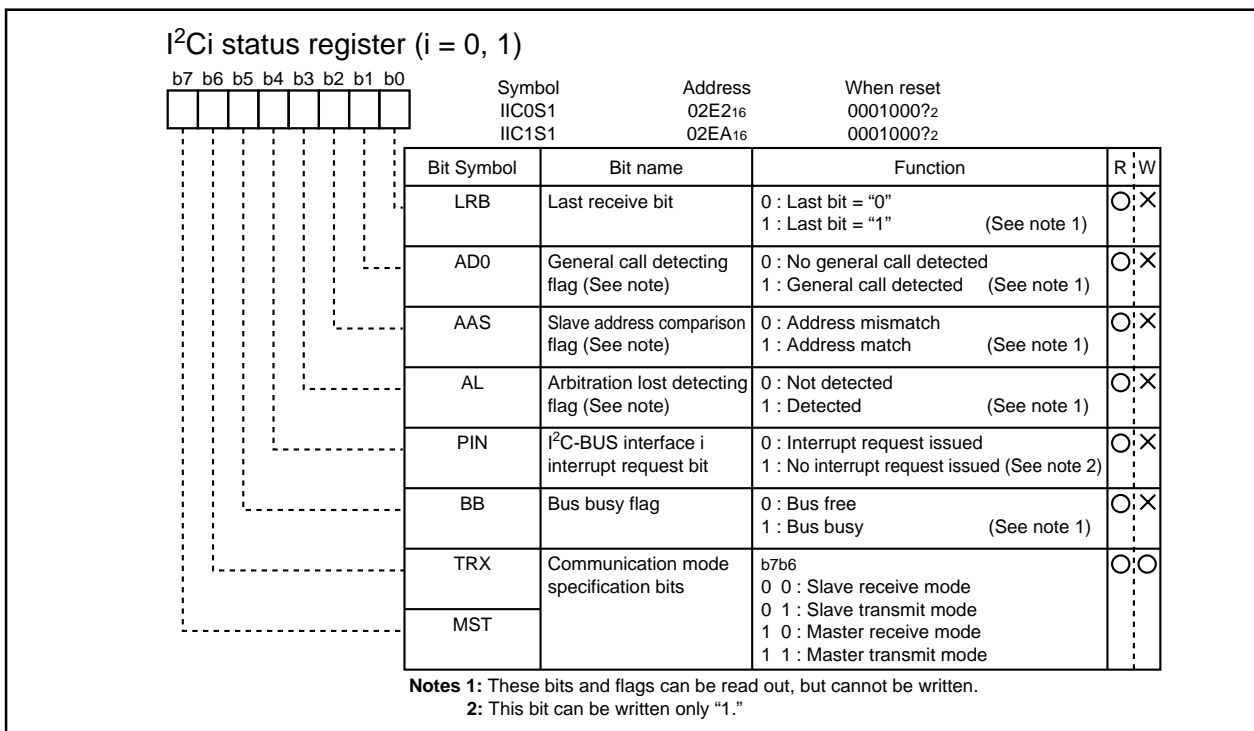 I²Ci status register (i = 0, 1)
b7 b6 b5 b4 b3 b2 b1 b0
Symbol Address When reset
IIC0S1 02E2₁₆ 0001000?₂
IIC1S1 02EA₁₆ 0001000?₂
Bit Symbol Bit name Function R W
LRB Last receive bit 0 : Last bit = “0” ○ ×
1 : Last bit = “1” (See note 1)
AD0 General call detecting 0 : No general call detected ○ ×
flag (See note) 1 : General call detected (See note 1)
AAS Slave address comparison 0 : Address mismatch ○ ×
flag (See note) 1 : Address match (See note 1)
AL Arbitration lost detecting 0 : Not detected ○ ×
flag (See note) 1 : Detected (See note 1)
PIN I²C-BUS interface i 0 : Interrupt request issued ○ ×
interrupt request bit 1 : No interrupt request issued (See note 2)
BB Bus busy flag 0 : Bus free ○ ×
1 : Bus busy (See note 1)
TRX Communication mode b7b6 ○ ○
specification bits 0 0 : Slave receive mode
0 1 : Slave transmit mode
MST 1 0 : Master receive mode
1 1 : Master transmit mode
Notes 1: These bits and flags can be read out, but cannot be written.
2: This bit can be written only “1.”